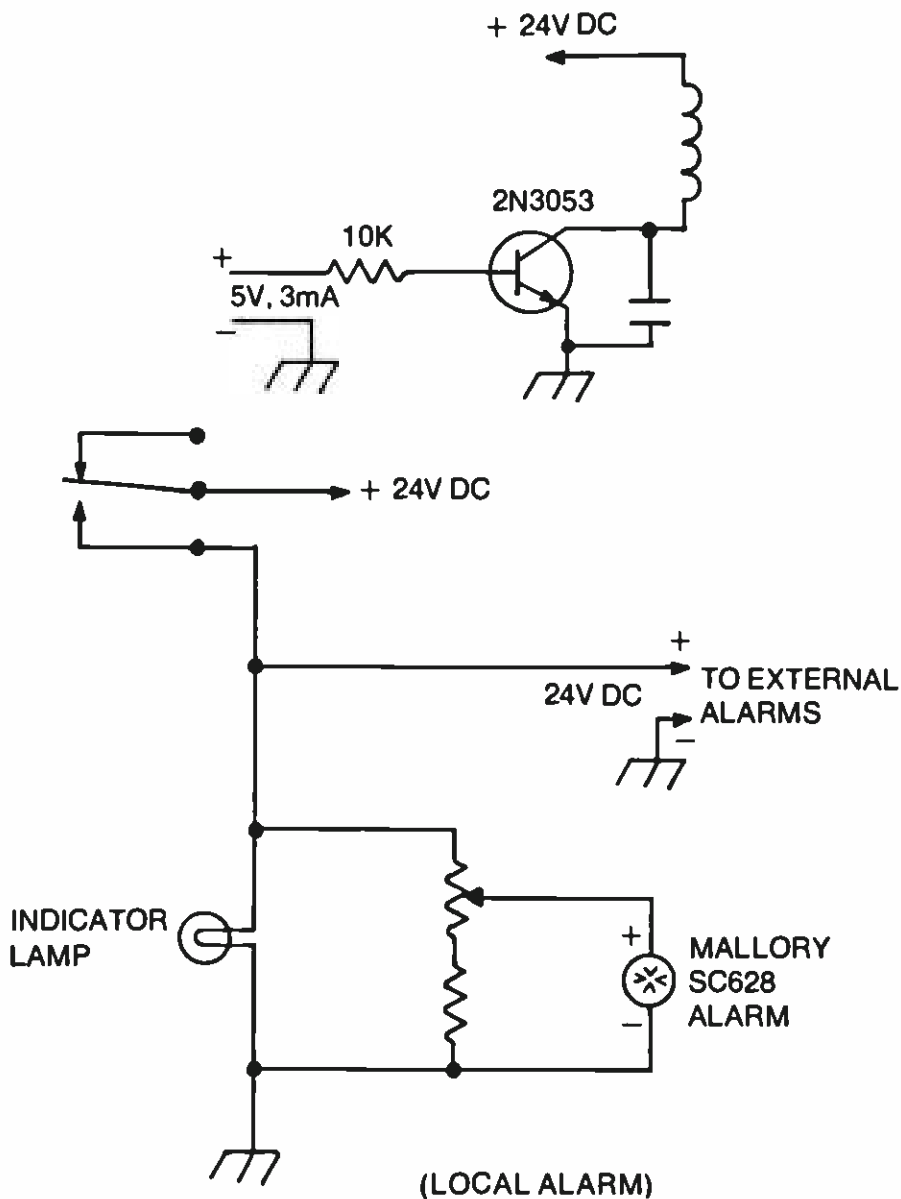 + 24V DC
2N3053
10K
+
5V, 3mA
−
+ 24V DC
+
24V DC
TO EXTERNAL
ALARMS
−
INDICATOR
LAMP
+
−
MALLORY
SC628
ALARM
(LOCAL ALARM)